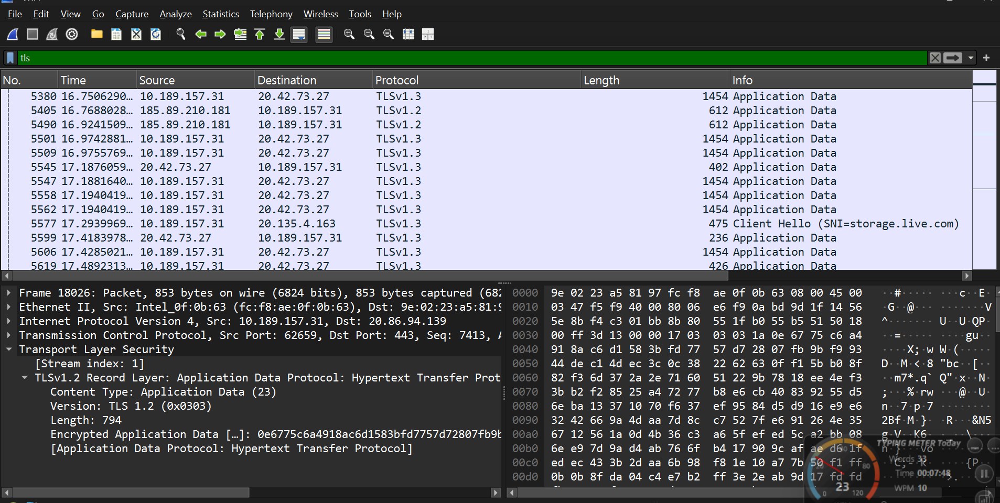 File Edit View Go Capture Analyze Statistics Telephony Wireless Tools Help
tls
No. Time Source Destination Protocol Length Info
5380 16.7506290… 10.189.157.31 20.42.73.27 TLSv1.3 1454 Application Data
5405 16.7688028… 185.89.210.181 10.189.157.31 TLSv1.2 612 Application Data
5490 16.9241509… 185.89.210.181 10.189.157.31 TLSv1.2 612 Application Data
5501 16.9742881… 10.189.157.31 20.42.73.27 TLSv1.3 1454 Application Data
5509 16.9755769… 10.189.157.31 20.42.73.27 TLSv1.3 1454 Application Data
5545 17.1876059… 20.42.73.27 10.189.157.31 TLSv1.3 402 Application Data
5547 17.1881640… 10.189.157.31 20.42.73.27 TLSv1.3 1454 Application Data
5558 17.1940419… 10.189.157.31 20.42.73.27 TLSv1.3 1454 Application Data
5562 17.1940419… 10.189.157.31 20.42.73.27 TLSv1.3 1454 Application Data
5577 17.2939969… 10.189.157.31 20.135.4.163 TLSv1.3 475 Client Hello (SNI=storage.live.com)
5599 17.4183978… 20.42.73.27 10.189.157.31 TLSv1.3 236 Application Data
5606 17.4285021… 10.189.157.31 20.42.73.27 TLSv1.3 1454 Application Data
5619 17.4892313… 10.189.157.31 20.42.73.27 TLSv1.3 426 Application Data
Frame 18026: Packet, 853 bytes on wire (6824 bits), 853 bytes captured (682
Ethernet II, Src: Intel_0f:0b:63 (fc:f8:ae:0f:0b:63), Dst: 9e:02:23:a5:81:9
Internet Protocol Version 4, Src: 10.189.157.31, Dst: 20.86.94.139
Transmission Control Protocol, Src Port: 62659, Dst Port: 443, Seq: 7413, A
Transport Layer Security
[Stream index: 1]
TLSv1.2 Record Layer: Application Data Protocol: Hypertext Transfer Prot
Content Type: Application Data (23)
Version: TLS 1.2 (0x0303)
Length: 794
Encrypted Application Data […]: 0e6775c6a4918ac6d1583bfd7757d72807fb9b
[Application Data Protocol: Hypertext Transfer Protocol]
0000 9e 02 23 a5 81 97 fc f8 ae 0f 0b 63 08 00 45 00 ··#····· ···c··E·
0010 03 47 f5 f9 40 00 80 06 e6 f9 0a bd 9d 1f 14 56 ·G··@··· ·······V
0020 5e 8b f4 c3 01 bb 8b 80 55 1f b0 55 b5 51 50 18 ^······· U··U·QP·
0030 00 ff 3d 13 00 00 17 03 03 03 1a 0e 67 75 c6 a4 ··=····· ····gu··
0040 91 8a c6 d1 58 3b fd 77 57 d7 28 07 fb 9b f9 93 ····X;·w W·(·····
0050 44 de c1 4d ec 3c 0c 38 22 62 63 0f f1 5b b0 8f D··M·<·8 "bc··[··
0060 82 f3 6d 37 2a 2e 71 60 51 22 9b 78 18 ee 4e f3 ··m7*.q` Q"·x··N·
0070 3b b2 f2 85 25 a4 72 77 b8 e6 cb 40 83 92 55 d5 ;···%·rw ···@··U·
0080 6e ba 13 37 10 70 f6 37 ef 95 84 d5 d9 16 e9 e6 n··7·p·7 ········
0090 32 42 66 9a 4d aa 7d 8c c7 52 7f e6 91 26 4e 35 2Bf·M·}· ·R···&N5
00a0 67 12 56 1a 0d 4b 36 c3 a6 5f ef ed 5c a2 bb 08 g·V··K6· ·_··\···
00b0 6e e9 7d 9a d4 ab 76 6f b4 17 90 9c af ae d6 1f n·}···vo
00c0 ed ec 43 3b 2d aa 6b 98 f8 1e 10 a7 7b 50 f1 ff ··C;-·k· ····{P··
00d0 0b 0b 8f da 04 c4 e7 b2 ff 3e 2e ab 9d 17 fd fd
TYPING METER Today
Words 33
Time 00:07:48
WPM 10
23
0 20 40 80 120
1
2 3